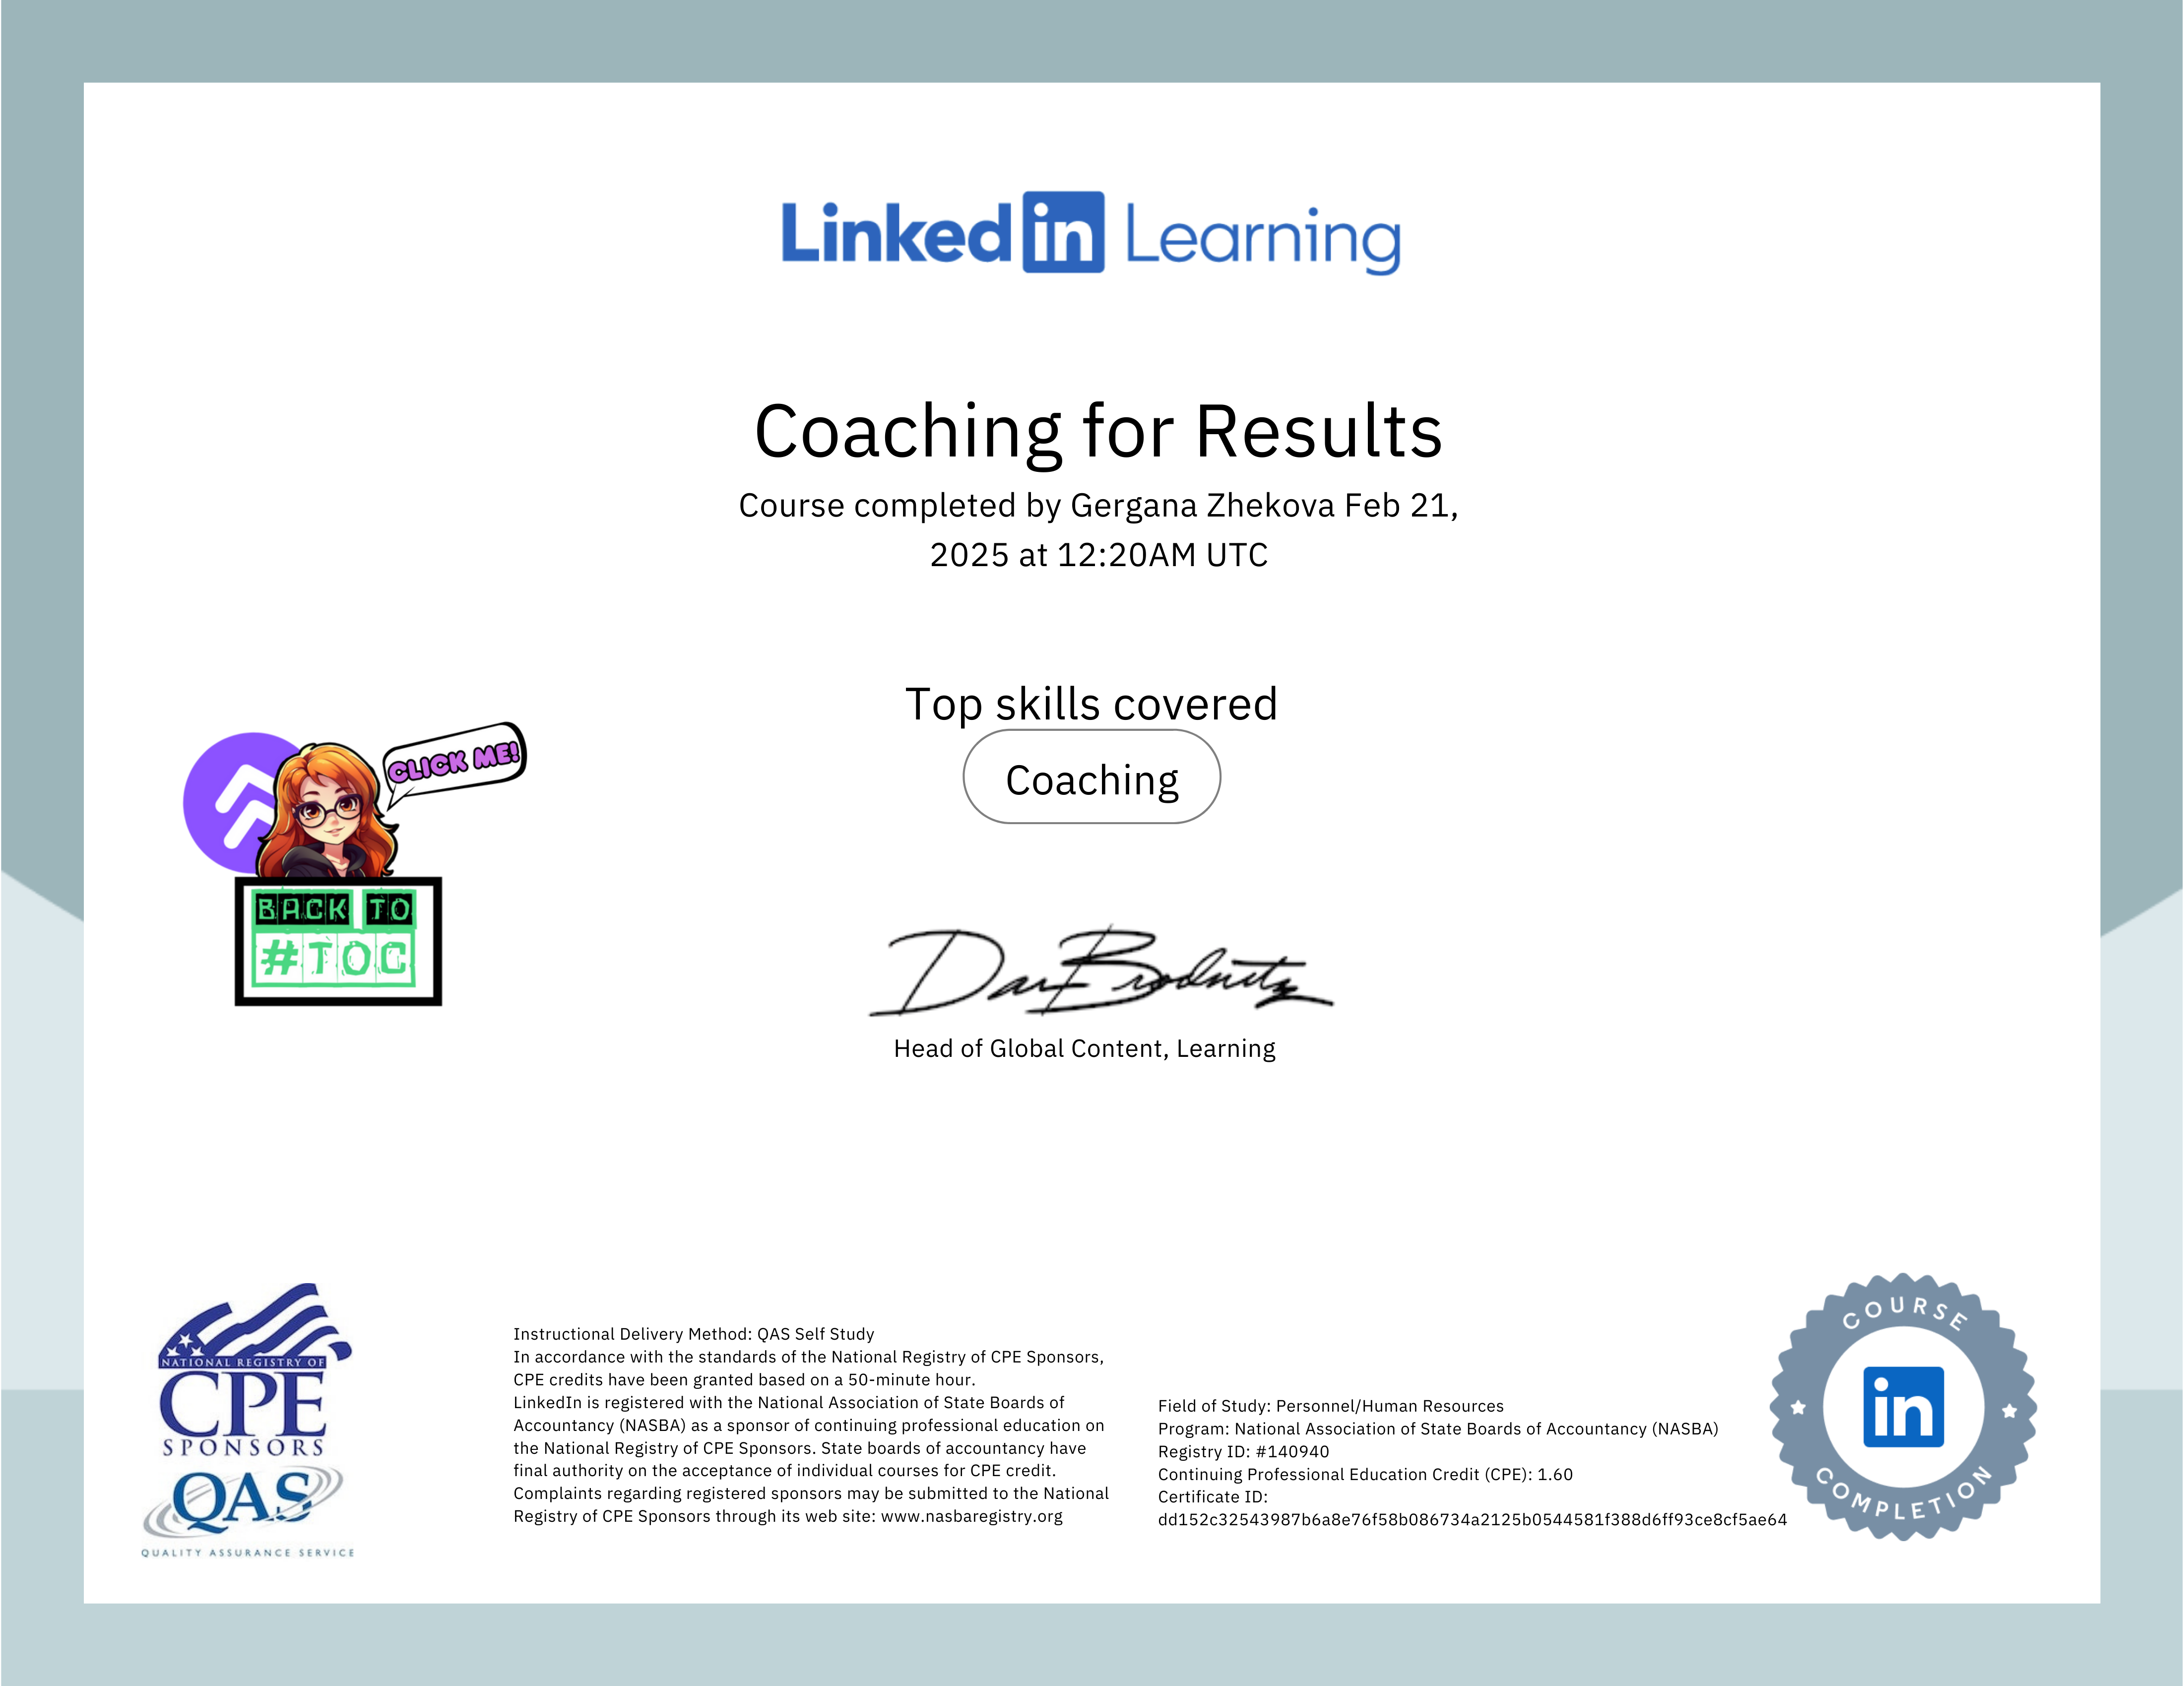 Linked in Learning
Coaching for Results
Course completed by Gergana Zhekova Feb 21,
2025 at 12:20AM UTC
Top skills covered
Coaching
CLICK ME!
BACK TO
#TOC
Dan Brodnitz
Head of Global Content, Learning
NATIONAL REGISTRY OF
CPE
SPONSORS
QAS
QUALITY ASSURANCE SERVICE
Instructional Delivery Method: QAS Self Study
In accordance with the standards of the National Registry of CPE Sponsors,
CPE credits have been granted based on a 50-minute hour.
LinkedIn is registered with the National Association of State Boards of
Accountancy (NASBA) as a sponsor of continuing professional education on
the National Registry of CPE Sponsors. State boards of accountancy have
final authority on the acceptance of individual courses for CPE credit.
Complaints regarding registered sponsors may be submitted to the National
Registry of CPE Sponsors through its web site: www.nasbaregistry.org
Field of Study: Personnel/Human Resources
Program: National Association of State Boards of Accountancy (NASBA)
Registry ID: #140940
Continuing Professional Education Credit (CPE): 1.60
Certificate ID:
dd152c32543987b6a8e76f58b086734a2125b0544581f388d6ff93ce8cf5ae64
COURSE
in
COMPLETION